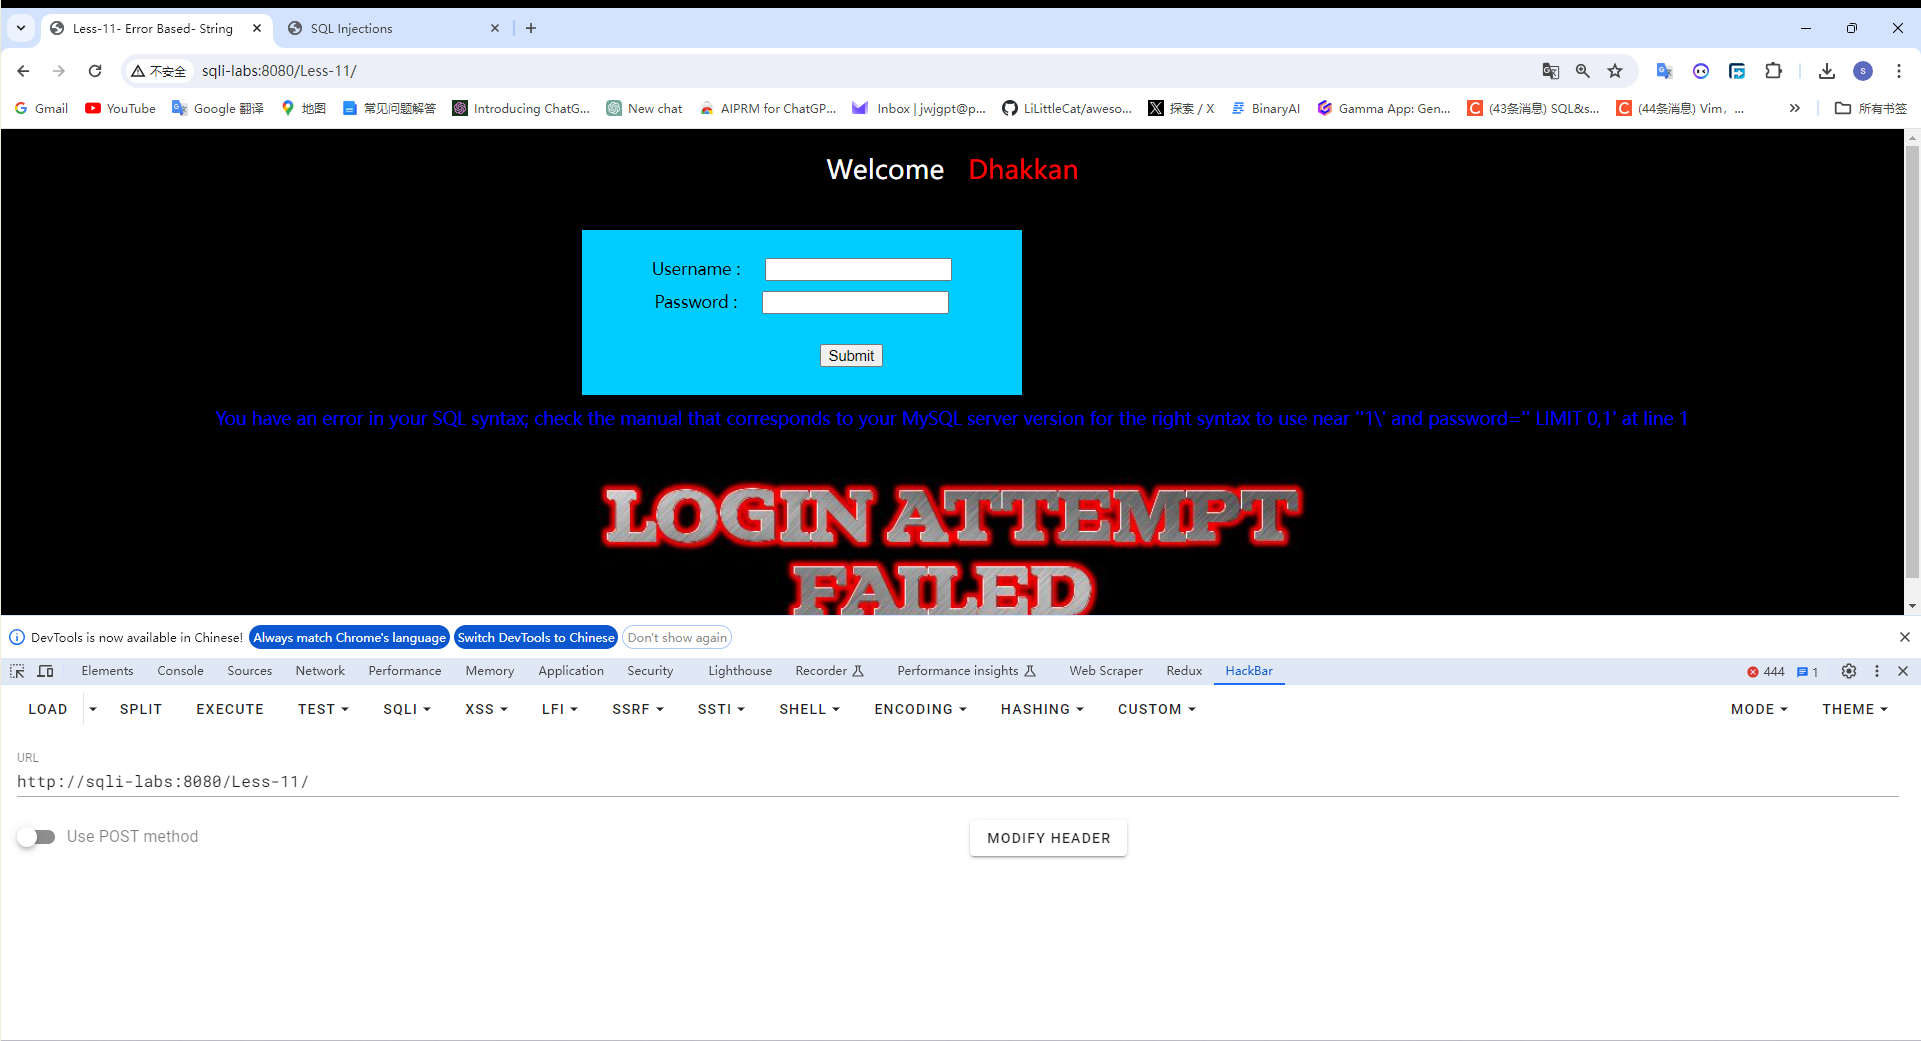 Less-11- Error Based- String
SQL Injections
不安全 sqli-labs:8080/Less-11/
S
Gmail YouTube Google 翻译 地图 常见问题解答 Introducing ChatG... New chat AIPRM for ChatGP... Inbox | jwjgpt@p... LiLittleCat/aweso... 探索 / X BinaryAI Gamma App: Gen... (43条消息) SQL&s... (44条消息) Vim，... » 所有书签
Welcome Dhakkan
Username :
Password :
Submit
You have an error in your SQL syntax; check the manual that corresponds to your MySQL server version for the right syntax to use near ''1\' and password='' LIMIT 0,1' at line 1
LOGIN ATTEMPT
FAILED
DevTools is now available in Chinese! Always match Chrome's language Switch DevTools to Chinese Don't show again
Elements Console Sources Network Performance Memory Application Security Lighthouse Recorder Performance insights Web Scraper Redux HackBar 444 1
LOAD SPLIT EXECUTE TEST SQLI XSS LFI SSRF SSTI SHELL ENCODING HASHING CUSTOM MODE THEME
URL
http://sqli-labs:8080/Less-11/
Use POST method MODIFY HEADER